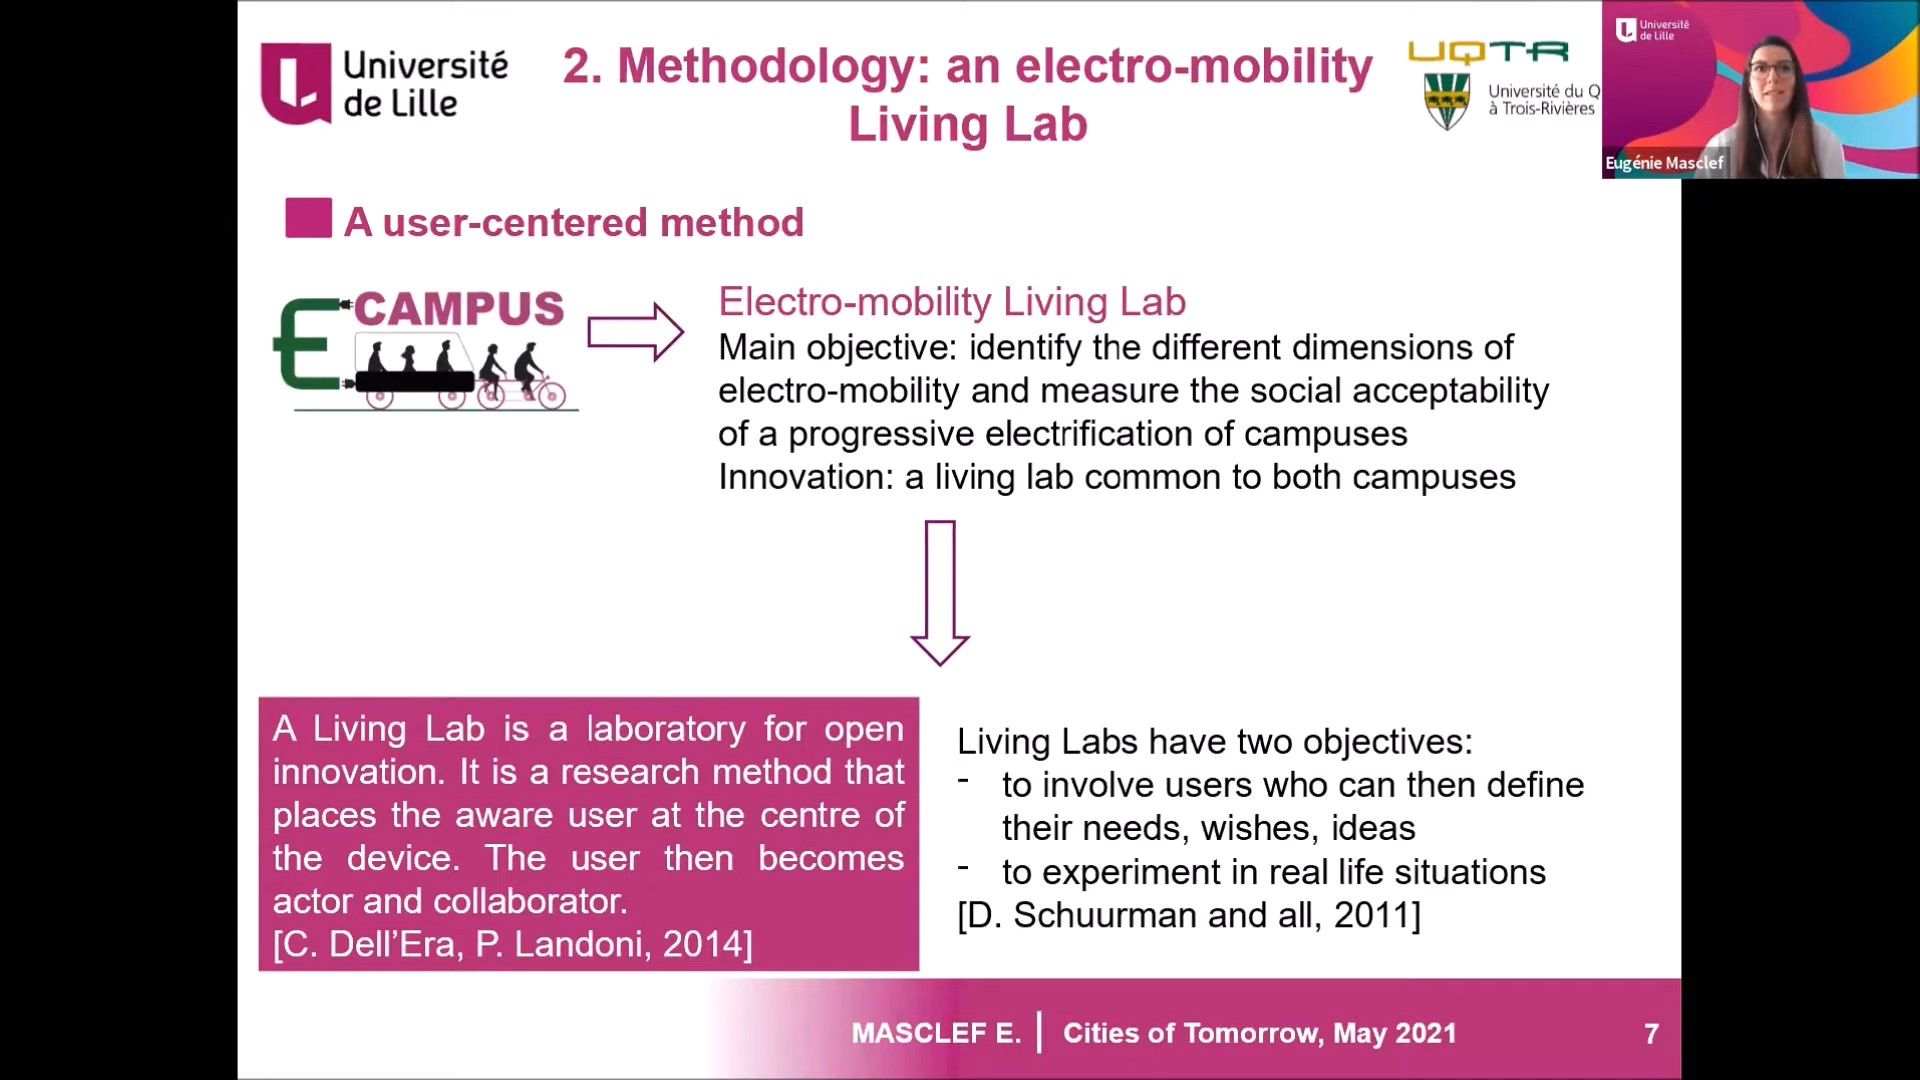 Université
de Lille
2. Methodology: an electro-mobility
Living Lab
UQTR
Université du Q
à Trois-Rivières
Université
de Lille
Eugénie Masclef
A user-centered method
E CAMPUS
Electro-mobility Living Lab
Main objective: identify the different dimensions of
electro-mobility and measure the social acceptability
of a progressive electrification of campuses
Innovation: a living lab common to both campuses
A Living Lab is a laboratory for open
innovation. It is a research method that
places the aware user at the centre of
the device. The user then becomes
actor and collaborator.
[C. Dell’Era, P. Landoni, 2014]
Living Labs have two objectives:
- to involve users who can then define
their needs, wishes, ideas
- to experiment in real life situations
[D. Schuurman and all, 2011]
MASCLEF E. | Cities of Tomorrow, May 2021 7